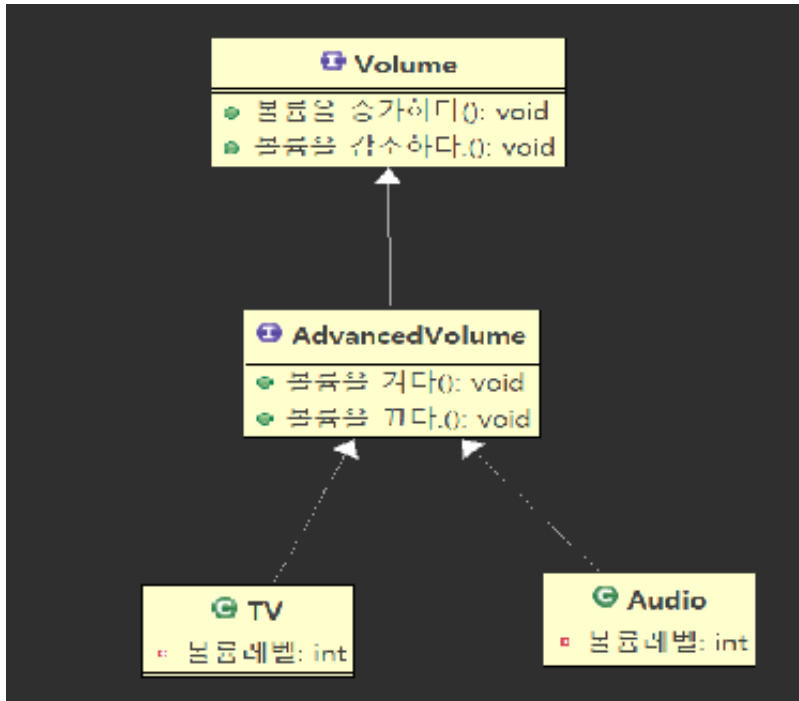 Volume
볼륨을 증가하다(): void
볼륨을 감소하다.(): void
AdvancedVolume
볼륨을 켜다(): void
볼륨을 끄다.(): void
TV
볼륨레벨: int
Audio
볼륨레벨: int